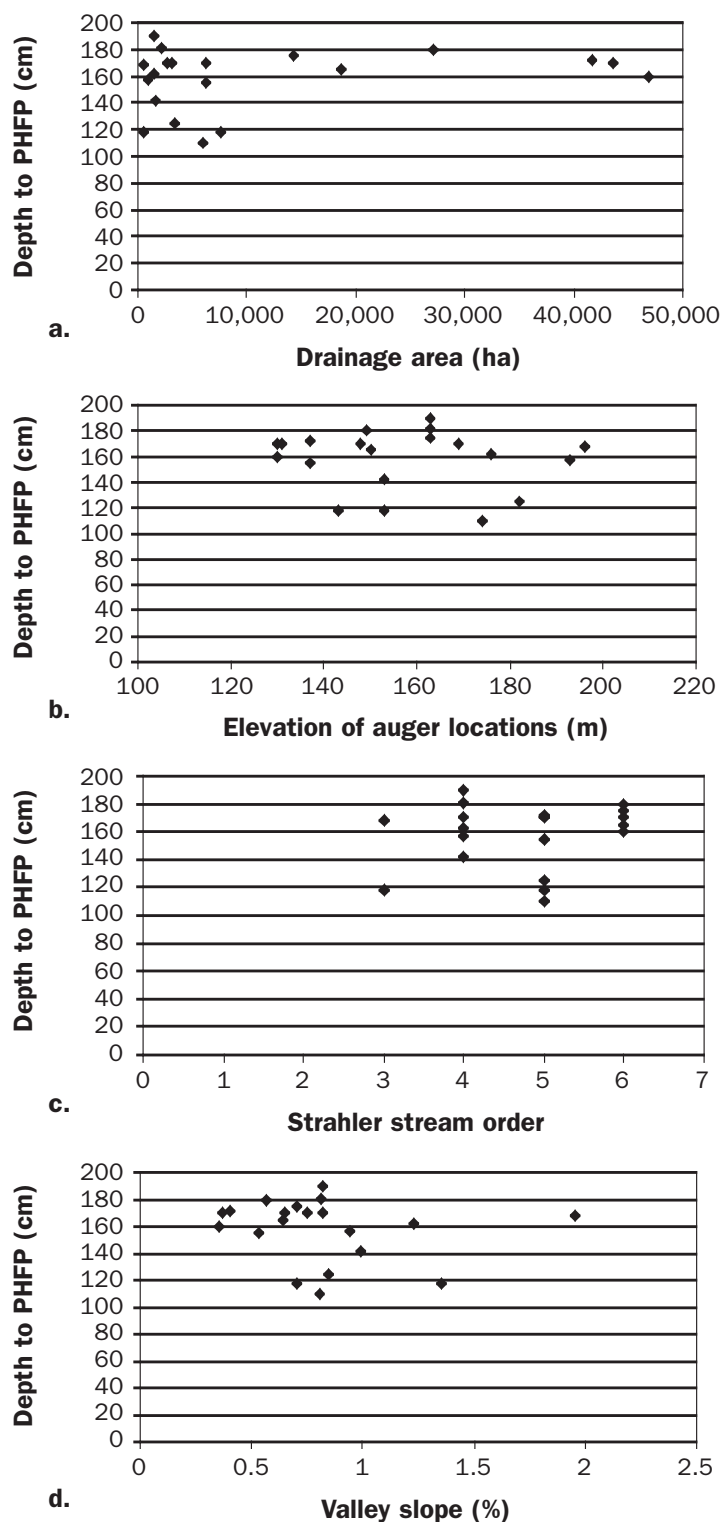 Depth to PHFP (cm)
200
180
160
140
120
100
80
60
40
20
0
0 10,000 20,000 30,000 40,000 50,000
a.
Drainage area (ha)
Depth to PHFP (cm)
200
180
160
140
120
100
80
60
40
20
0
100 120 140 160 180 200 220
b.
Elevation of auger locations (m)
Depth to PHFP (cm)
200
180
160
140
120
100
80
60
40
20
0
0 1 2 3 4 5 6 7
c.
Strahler stream order
Depth to PHFP (cm)
200
180
160
140
120
100
80
60
40
20
0
0 0.5 1 1.5 2 2.5
d.
Valley slope (%)